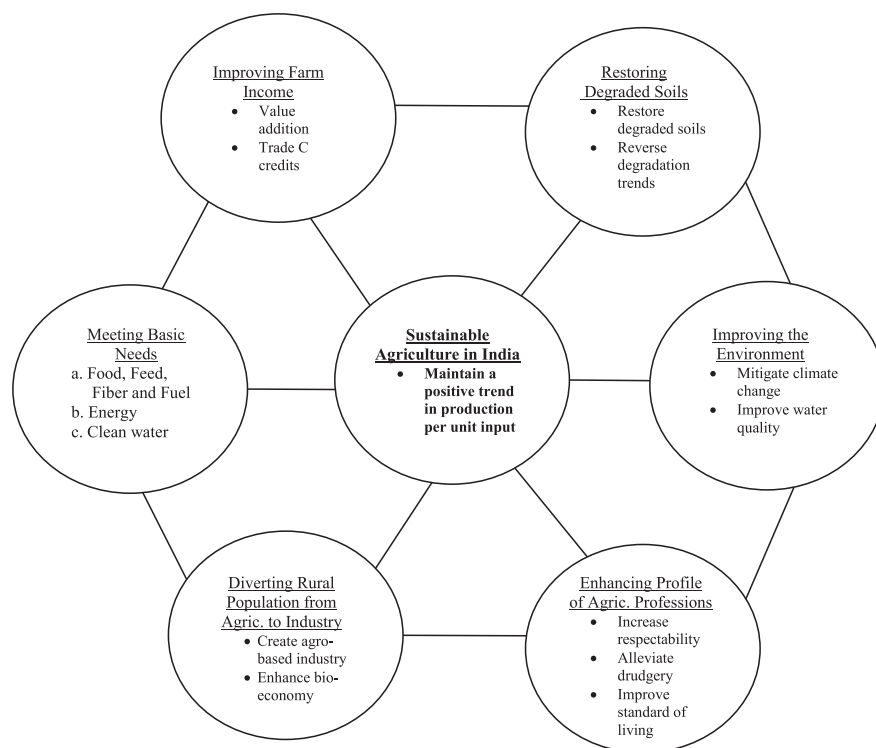 Improving Farm
Income
• Value
addition
• Trade C
credits
Restoring
Degraded Soils
• Restore
degraded soils
• Reverse
degradation
trends
Meeting Basic
Needs
a. Food, Feed,
Fiber and Fuel
b. Energy
c. Clean water
Sustainable
Agriculture in India
• Maintain a
positive trend
in production
per unit input
Improving the
Environment
• Mitigate climate
change
• Improve water
quality
Diverting Rural
Population from
Agric. to Industry
• Create agro-
based industry
• Enhance bio-
economy
Enhancing Profile
of Agric. Professions
• Increase
respectability
• Alleviate
drudgery
• Improve
standard of
living